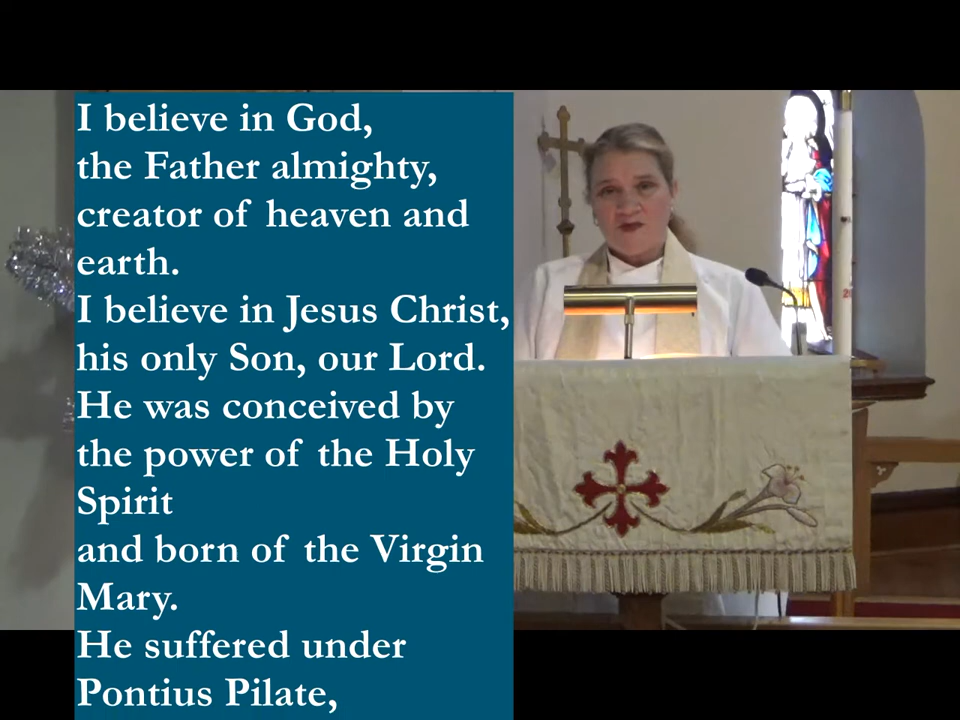 I believe in God,
the Father almighty,
creator of heaven and
earth.
I believe in Jesus Christ,
his only Son, our Lord.
He was conceived by
the power of the Holy
Spirit
and born of the Virgin
Mary.
He suffered under
Pontius Pilate,